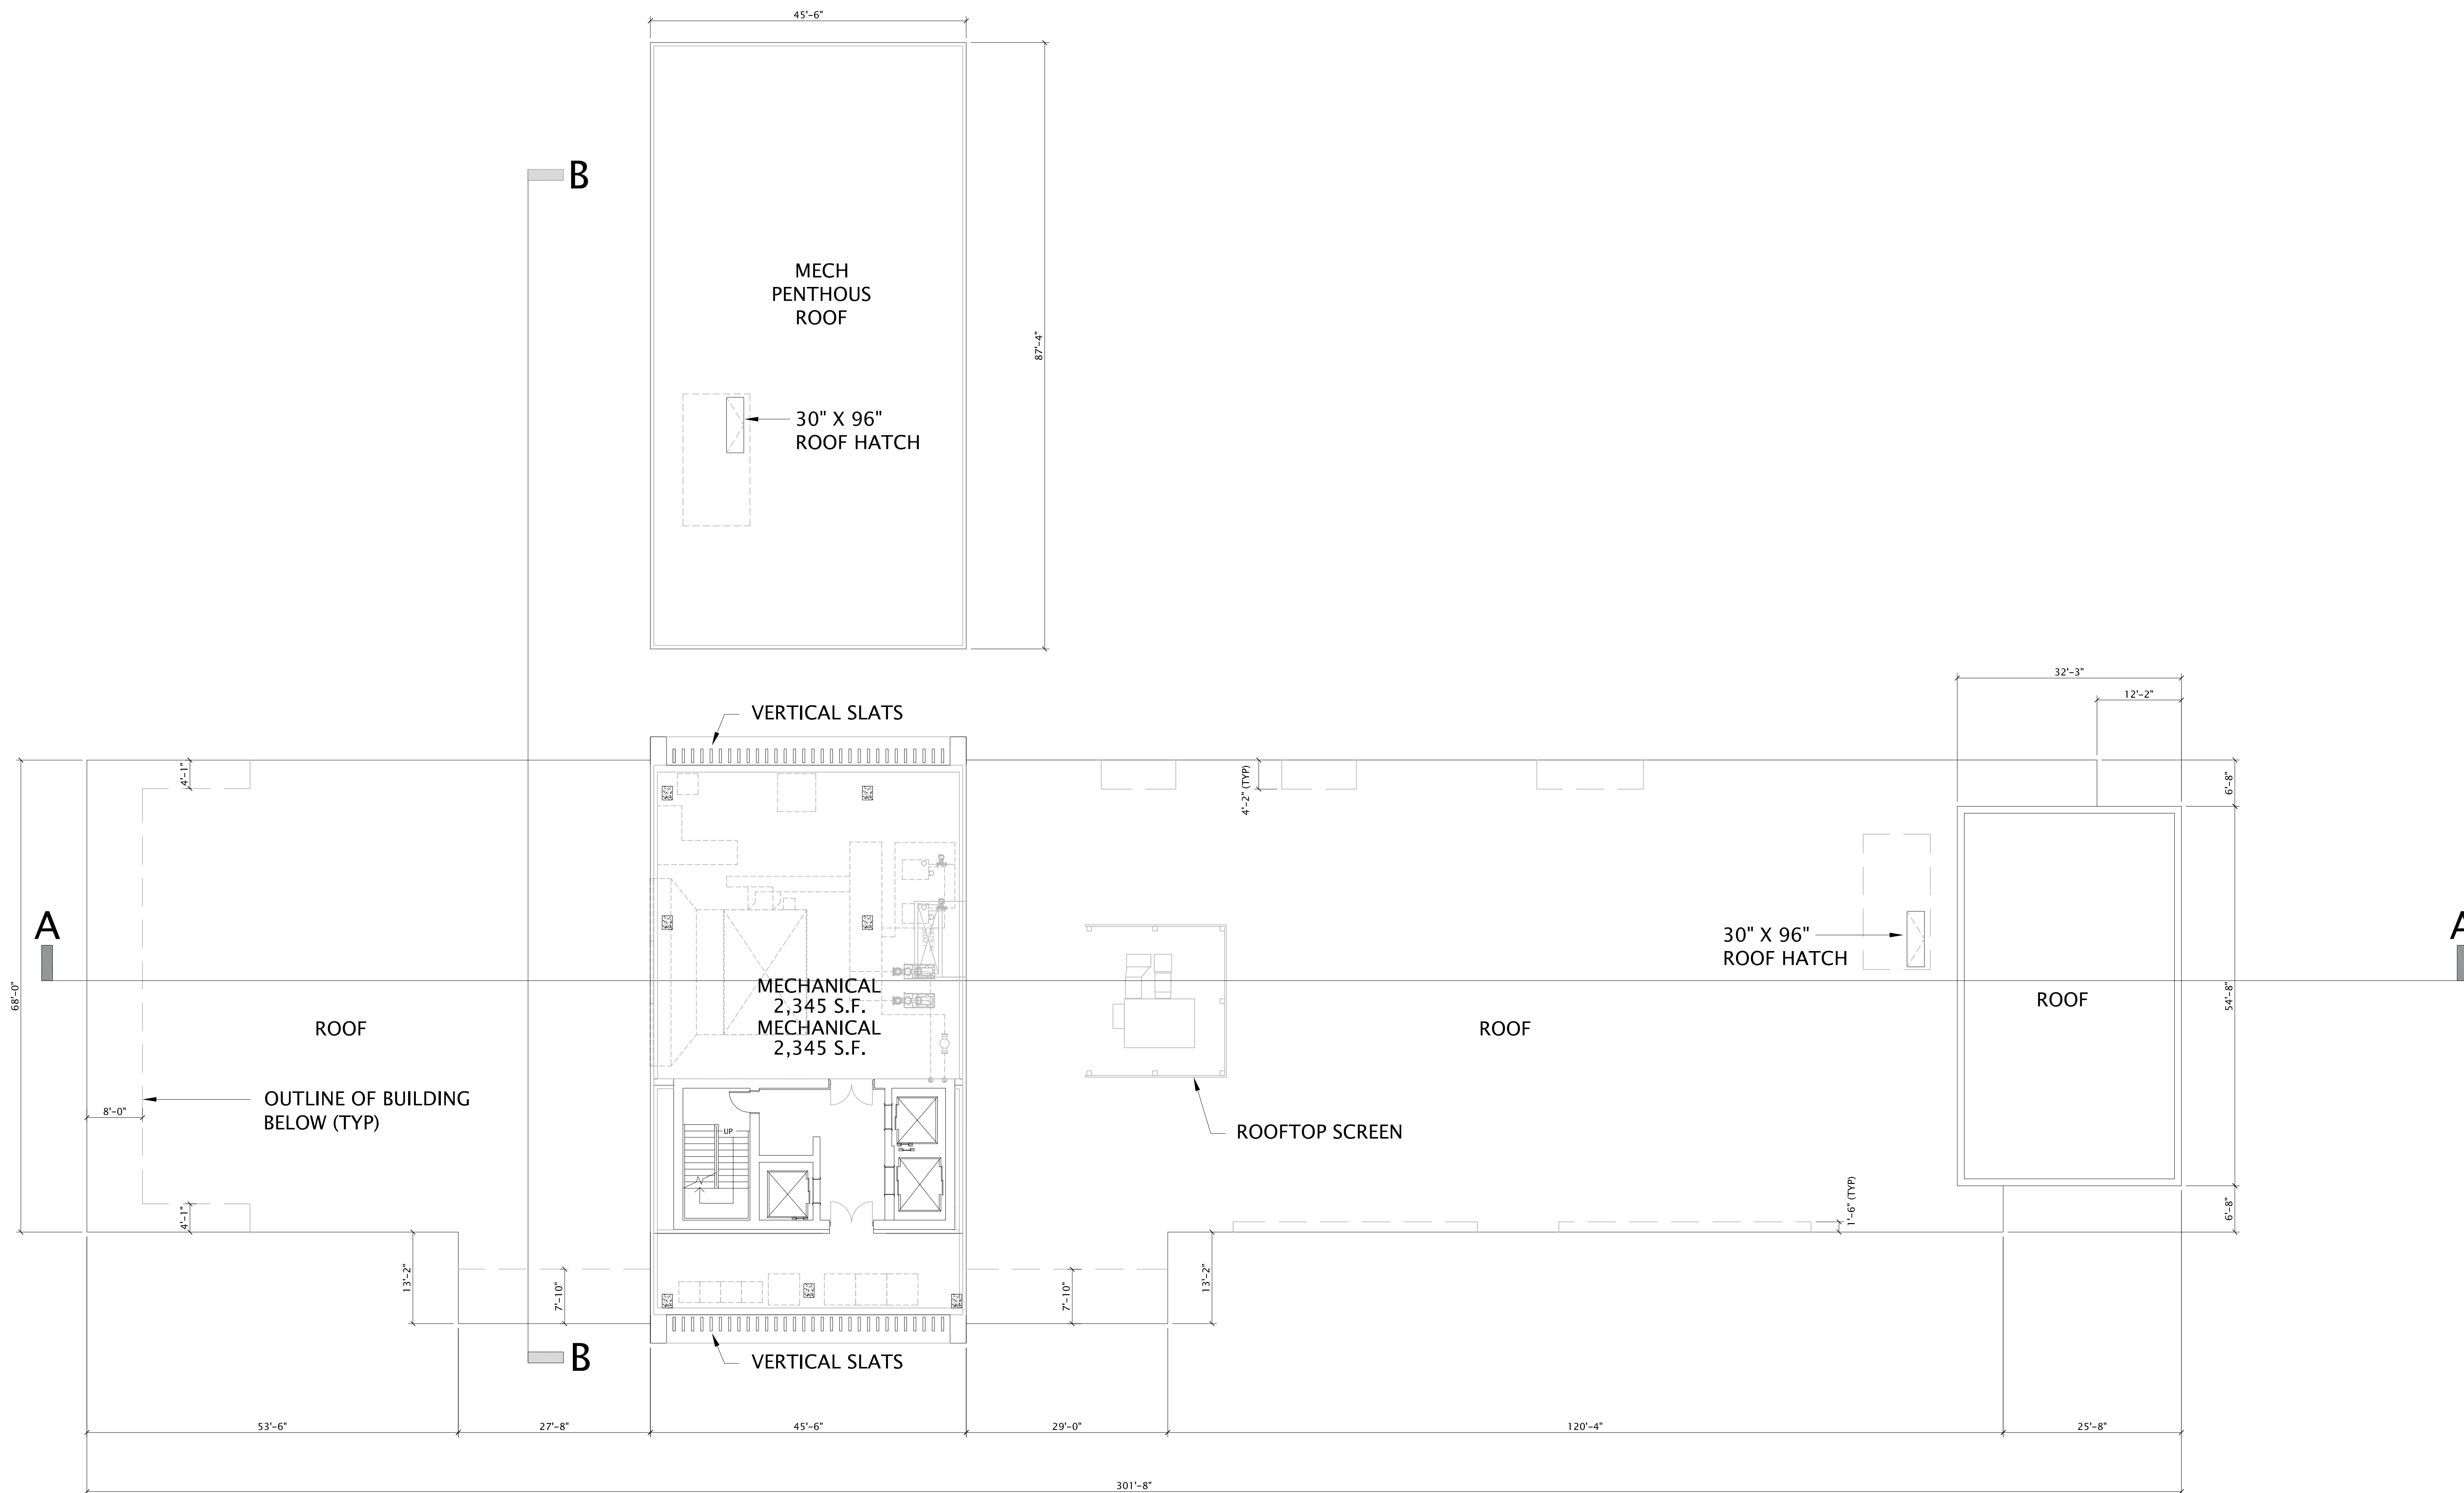 45'-6"
B
MECH
PENTHOUS
ROOF
87'-4"
30" X 96"
ROOF HATCH
32'-3"
12'-2"
VERTICAL SLATS
4'-1"
4'-2" (TYP)
6'-8"
A
A
30" X 96"
ROOF HATCH
68'-0"
MECHANICAL
2,345 S.F.
MECHANICAL
2,345 S.F.
ROOF
ROOF
ROOF
54'-8"
OUTLINE OF BUILDING
BELOW (TYP)
8'-0"
UP
ROOFTOP SCREEN
4'-1"
1'-6" (TYP)
6'-8"
13'-2"
7'-10"
7'-10"
13'-2"
B
VERTICAL SLATS
53'-6"
27'-8"
45'-6"
29'-0"
120'-4"
25'-8"
301'-8"